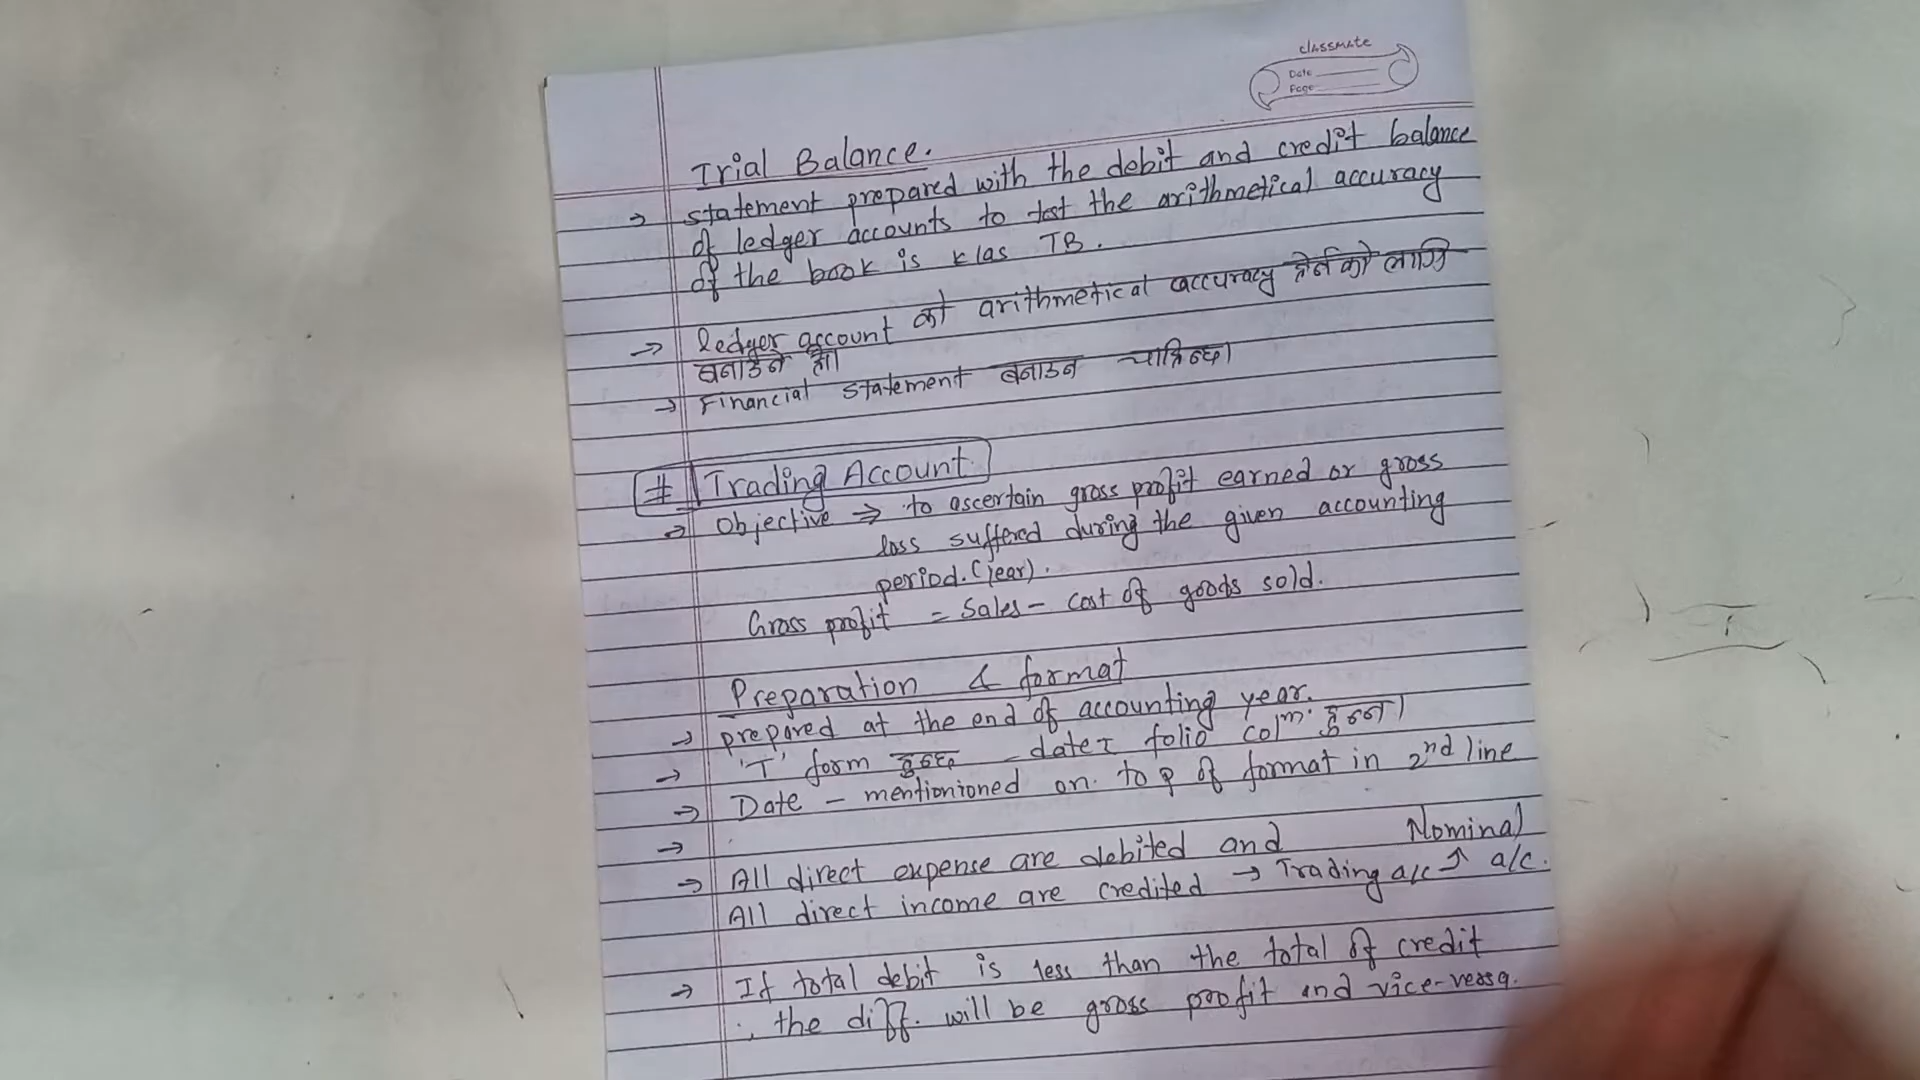 classmate
Date
Page
Trial Balance.
→ statement prepared with the debit and credit balance
of ledger accounts to test the arithmetical accuracy
of the book is klas TB.
→ ledger account को arithmetical accuracy हेर्नको लागि
बनाउने हो।
→ Financial statement बनाउन चाहिन्छ।
# Trading Account
→ Objective ⇒ to ascertain gross profit earned or gross
loss suffered during the given accounting
period. (year).
Gross profit = Sales - cost of goods sold.
Preparation & format
→ prepared at the end of accounting year.
→ 'T' form हुन्छ date र folio colm. हुन्न।
→ Date - mentionioned on top of format in 2nd line
→
→ All direct expense are debited and Nominal
All direct income are credited → Trading a/c ↑ a/c.
→ If total debit is less than the total of credit
∴ the diff. will be gross profit and vice-versa.